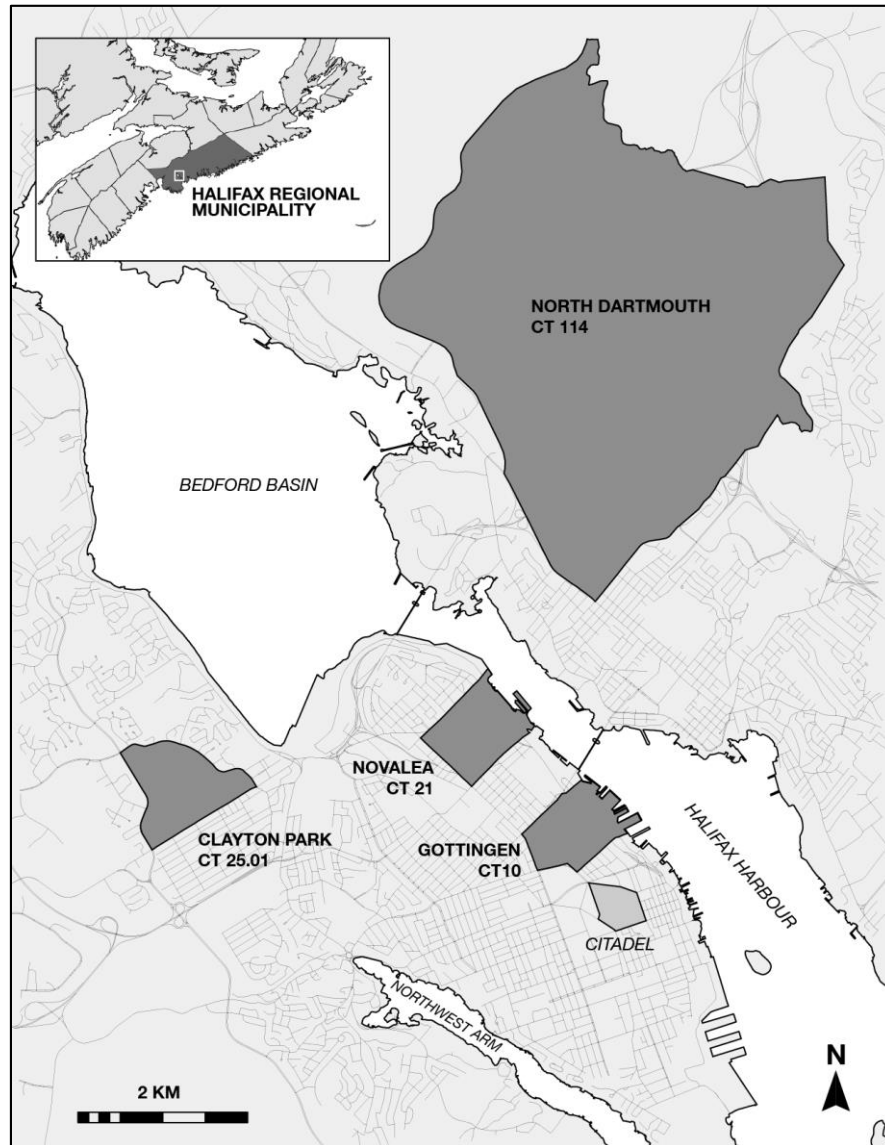 HALIFAX REGIONAL
MUNICIPALITY
NORTH DARTMOUTH
CT 114
BEDFORD BASIN
NOVALEA
CT 21
CLAYTON PARK
CT 25.01
GOTTINGEN
CT10
HALIFAX HARBOUR
CITADEL
NORTHWEST ARM
2 KM
N